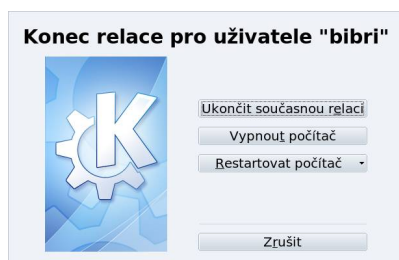 Konec relace pro uživatele "bibri"
Ukončit současnou relaci
Vypnout počítač
Restartovat počítač
Zrušit